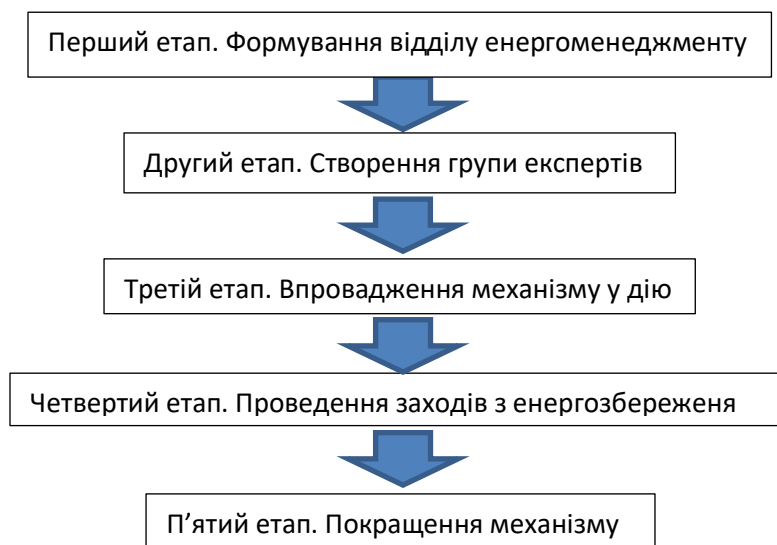 Перший етап. Формування відділу енергоменеджменту
Другий етап. Створення групи експертів
Третій етап. Впровадження механізму у дію
Четвертий етап. Проведення заходів з енергозбереженя
П’ятий етап. Покращення механізму